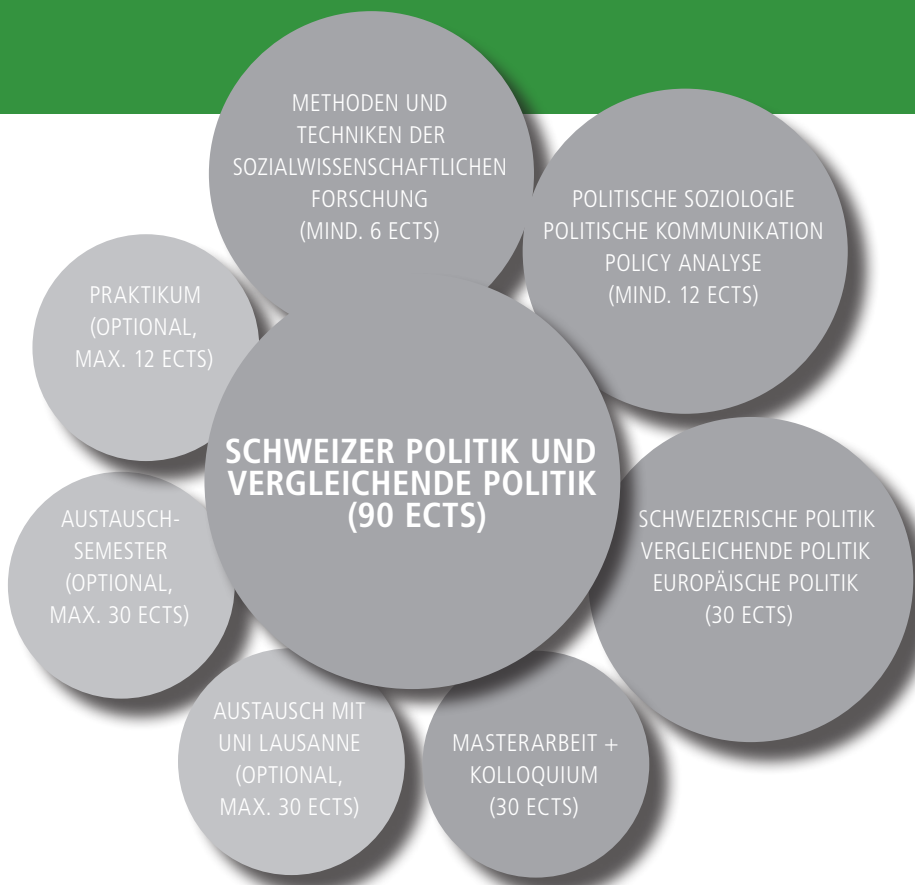 METHODEN UND
TECHNIKEN DER
SOZIALWISSENSCHAFTLICHEN
FORSCHUNG
(MIND. 6 ECTS)
POLITISCHE SOZIOLOGIE
POLITISCHE KOMMUNIKATION
POLICY ANALYSE
(MIND. 12 ECTS)
PRAKTIKUM
(OPTIONAL,
MAX. 12 ECTS)
SCHWEIZER POLITIK UND
VERGLEICHENDE POLITIK
(90 ECTS)
AUSTAUSCH-
SEMESTER
(OPTIONAL,
MAX. 30 ECTS)
SCHWEIZERISCHE POLITIK
VERGLEICHENDE POLITIK
EUROPÄISCHE POLITIK
(30 ECTS)
AUSTAUSCH MIT
UNI LAUSANNE
(OPTIONAL,
MAX. 30 ECTS)
MASTERARBEIT +
KOLLOQUIUM
(30 ECTS)